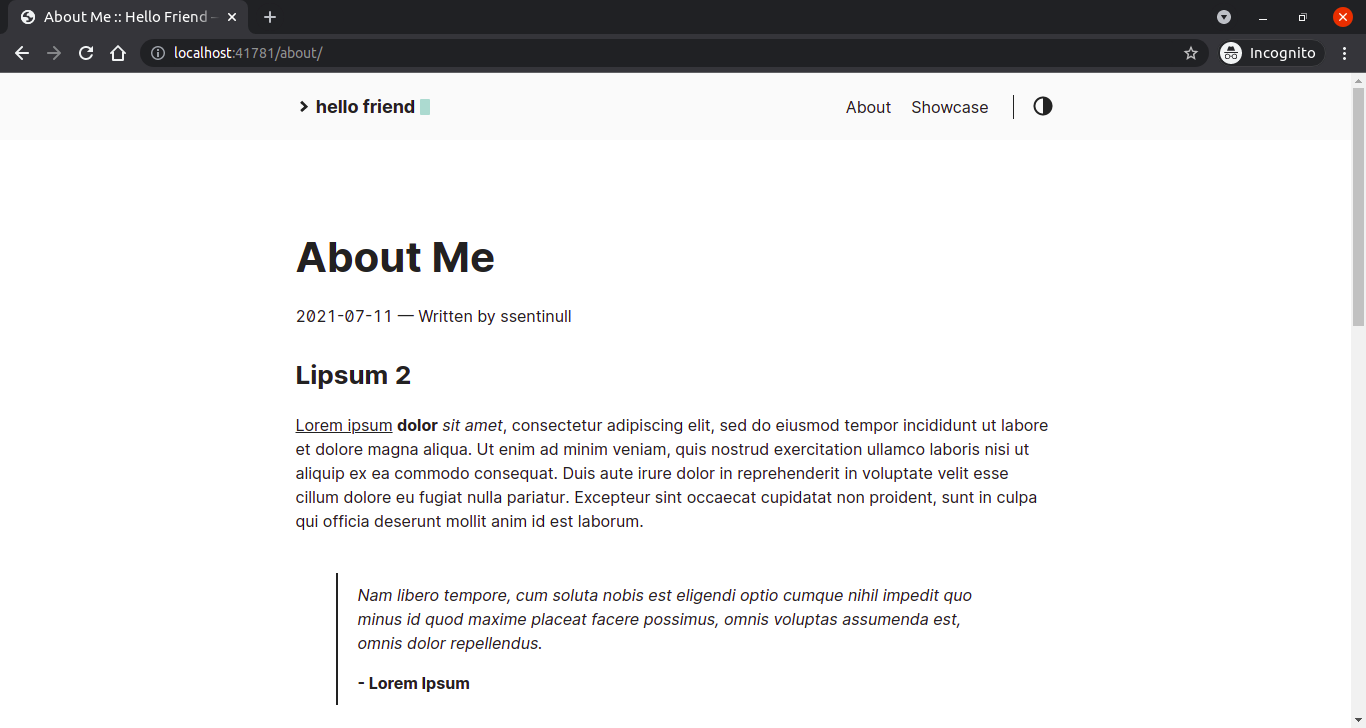 About Me :: Hello Friend –
localhost:41781/about/
Incognito
hello friend
About Showcase
About Me
2021-07-11 — Written by ssentinull
Lipsum 2
Lorem ipsum dolor sit amet, consectetur adipiscing elit, sed do eiusmod tempor incididunt ut labore
et dolore magna aliqua. Ut enim ad minim veniam, quis nostrud exercitation ullamco laboris nisi ut
aliquip ex ea commodo consequat. Duis aute irure dolor in reprehenderit in voluptate velit esse
cillum dolore eu fugiat nulla pariatur. Excepteur sint occaecat cupidatat non proident, sunt in culpa
qui officia deserunt mollit anim id est laborum.
Nam libero tempore, cum soluta nobis est eligendi optio cumque nihil impedit quo
minus id quod maxime placeat facere possimus, omnis voluptas assumenda est,
omnis dolor repellendus.
- Lorem Ipsum